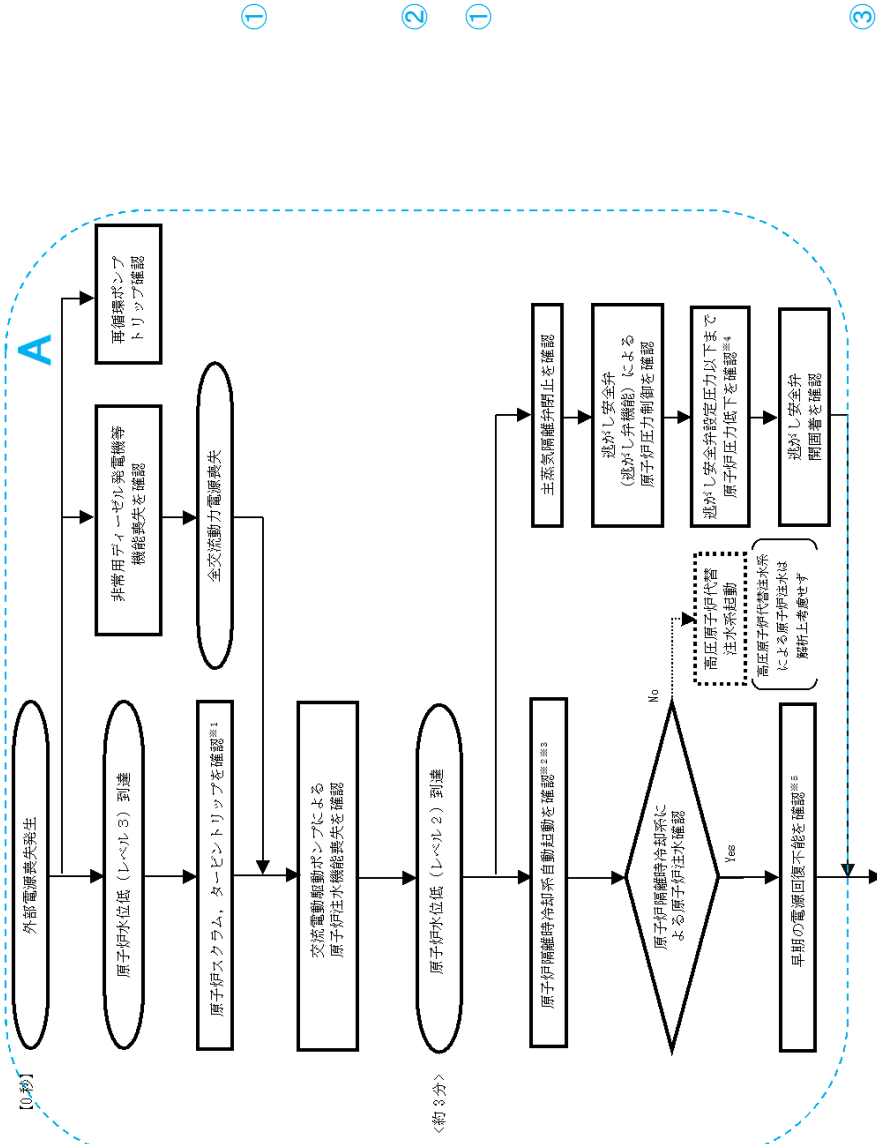 【0秒】
外部電源喪失発生
A
①
②
①
③
非常用ディーゼル発電機等
機能喪失を確認
再循環ポンプ
トリップ確認
原子炉水位低（レベル３）到達
全交流動力電源喪失
原子炉スクラム，タービントリップを確認※1
交流電動駆動ポンプによる
原子炉注水機能喪失を確認
＜約３分＞
原子炉水位低（レベル２）到達
原子炉隔離時冷却系自動起動を確認※2※3
主蒸気隔離弁閉止を確認
逃がし安全弁
（逃がし弁機能）による
原子炉圧力制御を確認
原子炉隔離時冷却系に
よる原子炉注水確認
No
Yes
高圧原子炉代替
注水系起動
高圧原子炉代替注水系
による原子炉注水は
解析上考慮せず
逃がし安全弁設定圧力以下まで
原子炉圧力低下を確認※4
早期の電源回復不能を確認※5
逃がし安全弁
開固着を確認